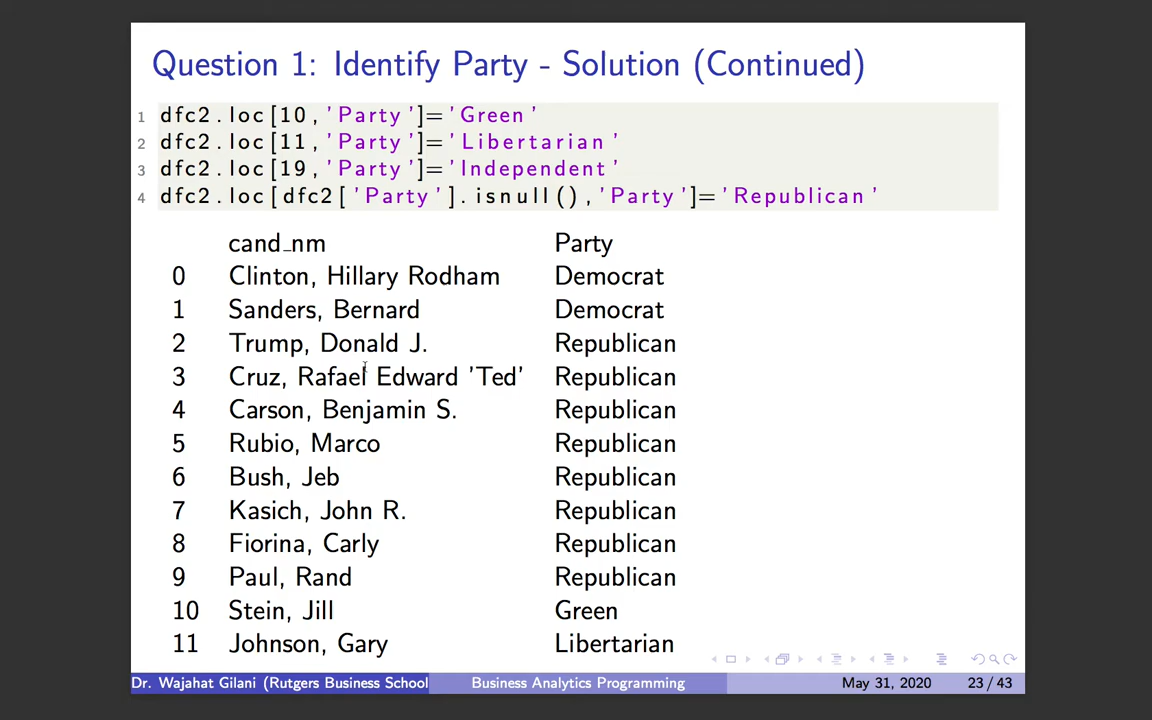 Question 1: Identify Party - Solution (Continued)
1 dfc2.loc[10,'Party']='Green'
2 dfc2.loc[11,'Party']='Libertarian'
3 dfc2.loc[19,'Party']='Independent'
4 dfc2.loc[dfc2['Party'].isnull(),'Party']='Republican'
cand_nm Party
0 Clinton, Hillary Rodham Democrat
1 Sanders, Bernard Democrat
2 Trump, Donald J. Republican
3 Cruz, Rafael Edward 'Ted' Republican
4 Carson, Benjamin S. Republican
5 Rubio, Marco Republican
6 Bush, Jeb Republican
7 Kasich, John R. Republican
8 Fiorina, Carly Republican
9 Paul, Rand Republican
10 Stein, Jill Green
11 Johnson, Gary Libertarian
Dr. Wajahat Gilani (Rutgers Business School Business Analytics Programming May 31, 2020 23 / 43